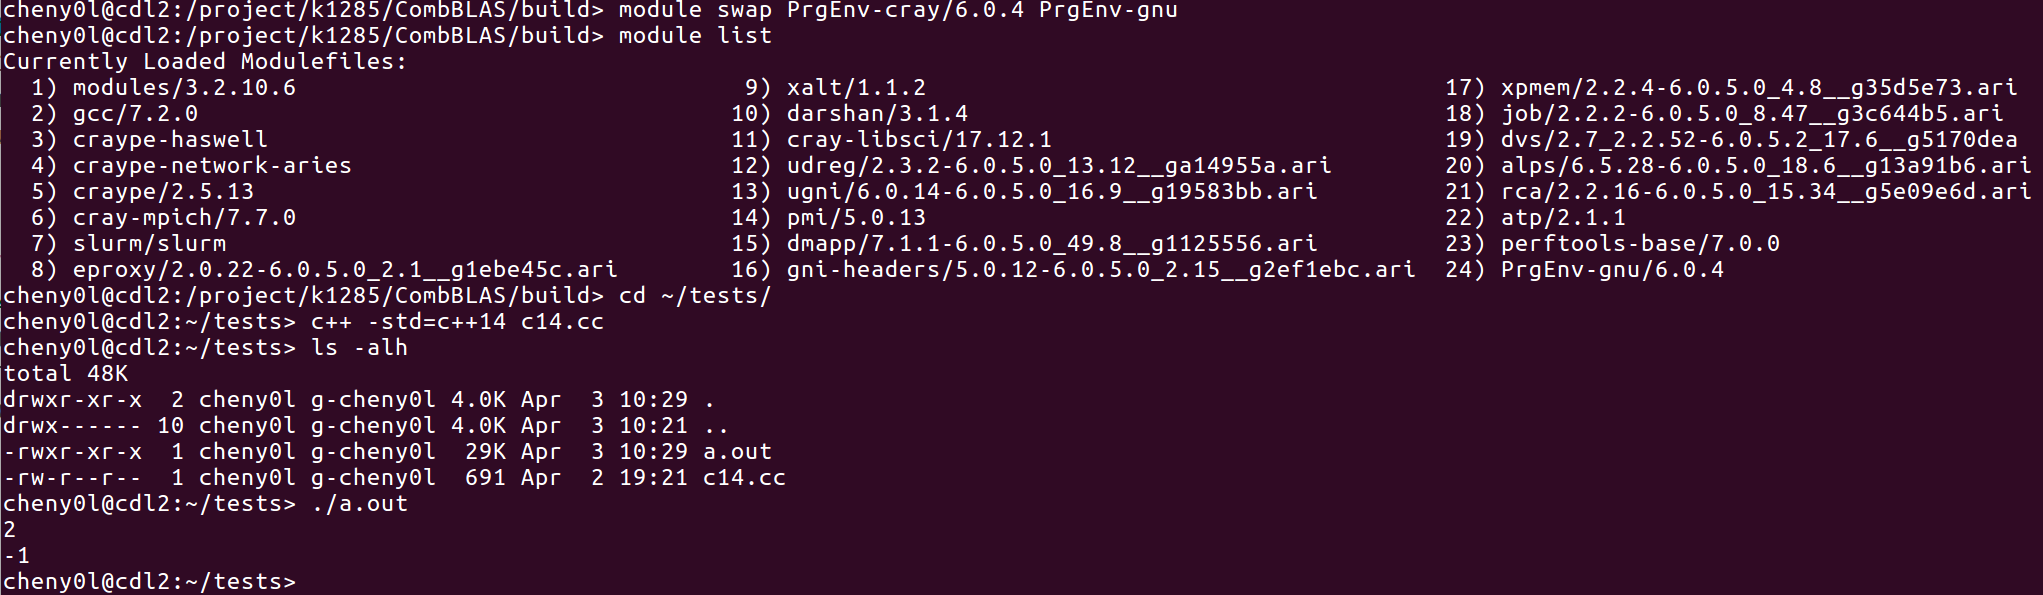 cheny0l@cdl2:/project/k1285/CombBLAS/build> module swap PrgEnv-cray/6.0.4 PrgEnv-gnu
cheny0l@cdl2:/project/k1285/CombBLAS/build> module list
Currently Loaded Modulefiles:
  1) modules/3.2.10.6                                9) xalt/1.1.2                                     17) xpmem/2.2.4-6.0.5.0_4.8__g35d5e73.ari
  2) gcc/7.2.0                                      10) darshan/3.1.4                                  18) job/2.2.2-6.0.5.0_8.47__g3c644b5.ari
  3) craype-haswell                                 11) cray-libsci/17.12.1                            19) dvs/2.7_2.2.52-6.0.5.2_17.6__g5170dea
  4) craype-network-aries                           12) udreg/2.3.2-6.0.5.0_13.12__ga14955a.ari        20) alps/6.5.28-6.0.5.0_18.6__g13a91b6.ari
  5) craype/2.5.13                                  13) ugni/6.0.14-6.0.5.0_16.9__g19583bb.ari         21) rca/2.2.16-6.0.5.0_15.34__g5e09e6d.ari
  6) cray-mpich/7.7.0                               14) pmi/5.0.13                                     22) atp/2.1.1
  7) slurm/slurm                                    15) dmapp/7.1.1-6.0.5.0_49.8__g1125556.ari         23) perftools-base/7.0.0
  8) eproxy/2.0.22-6.0.5.0_2.1__g1ebe45c.ari        16) gni-headers/5.0.12-6.0.5.0_2.15__g2ef1ebc.ari  24) PrgEnv-gnu/6.0.4
cheny0l@cdl2:/project/k1285/CombBLAS/build> cd ~/tests/
cheny0l@cdl2:~/tests> c++ -std=c++14 c14.cc
cheny0l@cdl2:~/tests> ls -alh
total 48K
drwxr-xr-x  2 cheny0l g-cheny0l 4.0K Apr  3 10:29 .
drwx------ 10 cheny0l g-cheny0l 4.0K Apr  3 10:21 ..
-rwxr-xr-x  1 cheny0l g-cheny0l  29K Apr  3 10:29 a.out
-rw-r--r--  1 cheny0l g-cheny0l  691 Apr  2 19:21 c14.cc
cheny0l@cdl2:~/tests> ./a.out
2
-1
cheny0l@cdl2:~/tests>